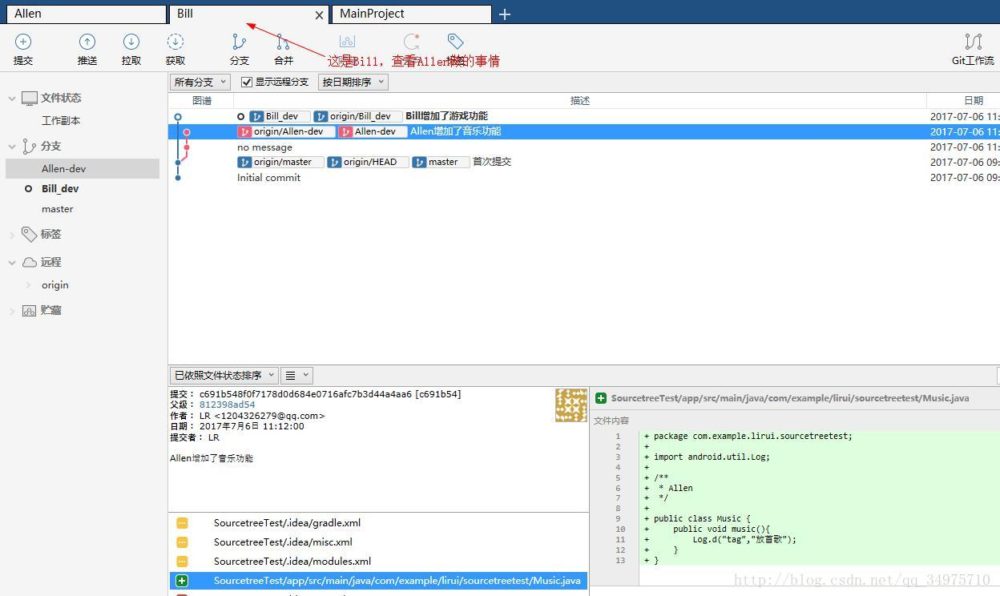 Allen
Bill
MainProject
提交 推送 拉取 获取 分支 合并 Git工作流
这是Bill，查看Allen做的事情
所有分支 显示远程分支 按日期排序
文件状态
工作副本
分支
Allen-dev
Bill_dev
master
标签
远程
origin
贮藏
图谱 描述 日期
Bill_dev origin/Bill_dev Bill增加了游戏功能 2017-07-06 11:
origin/Allen-dev Allen-dev Allen增加了音乐功能 2017-07-06 11:
no message 2017-07-06 11:
origin/master origin/HEAD master 首次提交 2017-07-06 09:
Initial commit 2017-07-06 09:
已依照文件状态排序
提交： c691b548f0f7178d0d684e0716afc7b3d44a4aa6 [c691b54]
父级： 812398ad54
作者： LR <1204326279@qq.com>
日期： 2017年7月6日 11:12:00
提交者： LR
Allen增加了音乐功能
SourcetreeTest/.idea/gradle.xml
SourcetreeTest/.idea/misc.xml
SourcetreeTest/.idea/modules.xml
SourcetreeTest/app/src/main/java/com/example/lirui/sourcetreetest/Music.java
SourcetreeTest/app/src/main/java/com/example/lirui/sourcetreetest/Music.java
文件内容
1 + package com.example.lirui.sourcetreetest;
2 +
3 + import android.util.Log;
4 +
5 + /**
6 + * Allen
7 + */
8 +
9 + public class Music {
10 + public void music(){
11 + Log.d("tag","放首歌");
12 + }
13 + }
http://blog.csdn.net/qq_34975710